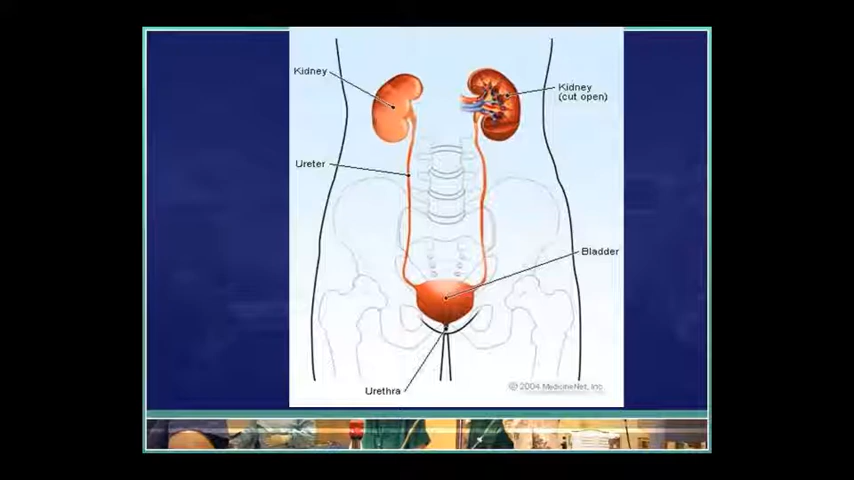 Kidney
Kidney
(cut open)
Ureter
Bladder
Urethra
© 2004 MedicineNet, Inc.